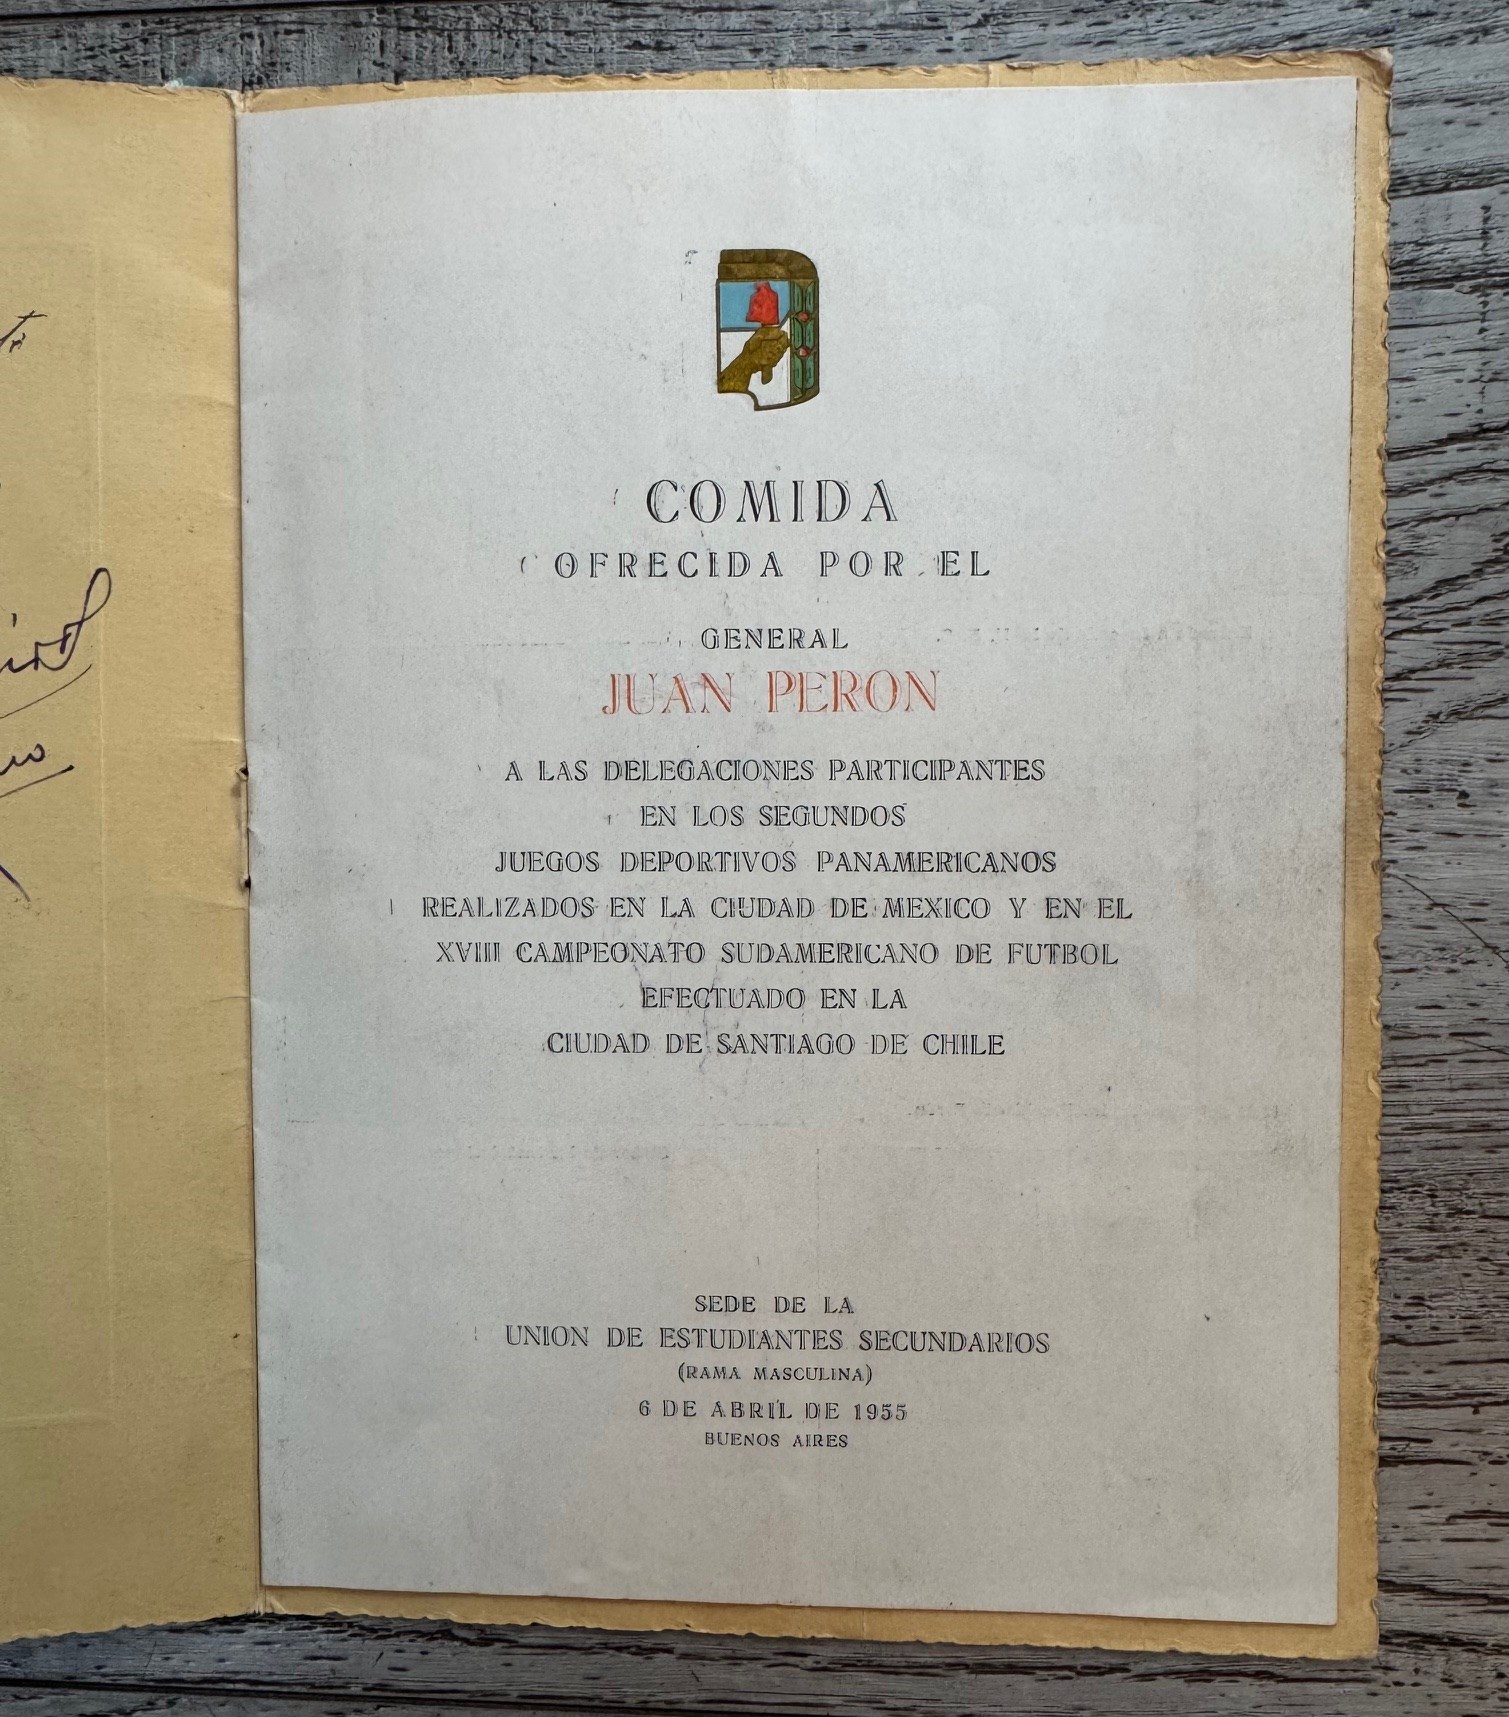 COMIDA
OFRECIDA POR EL
GENERAL
JUAN PERON
A LAS DELEGACIONES PARTICIPANTES
EN LOS SEGUNDOS
JUEGOS DEPORTIVOS PANAMERICANOS
REALIZADOS EN LA CIUDAD DE MEXICO Y EN EL
XVIII CAMPEONATO SUDAMERICANO DE FUTBOL
EFECTUADO EN LA
CIUDAD DE SANTIAGO DE CHILE
SEDE DE LA
UNION DE ESTUDIANTES SECUNDARIOS
(RAMA MASCULINA)
6 DE ABRIL DE 1955
BUENOS AIRES